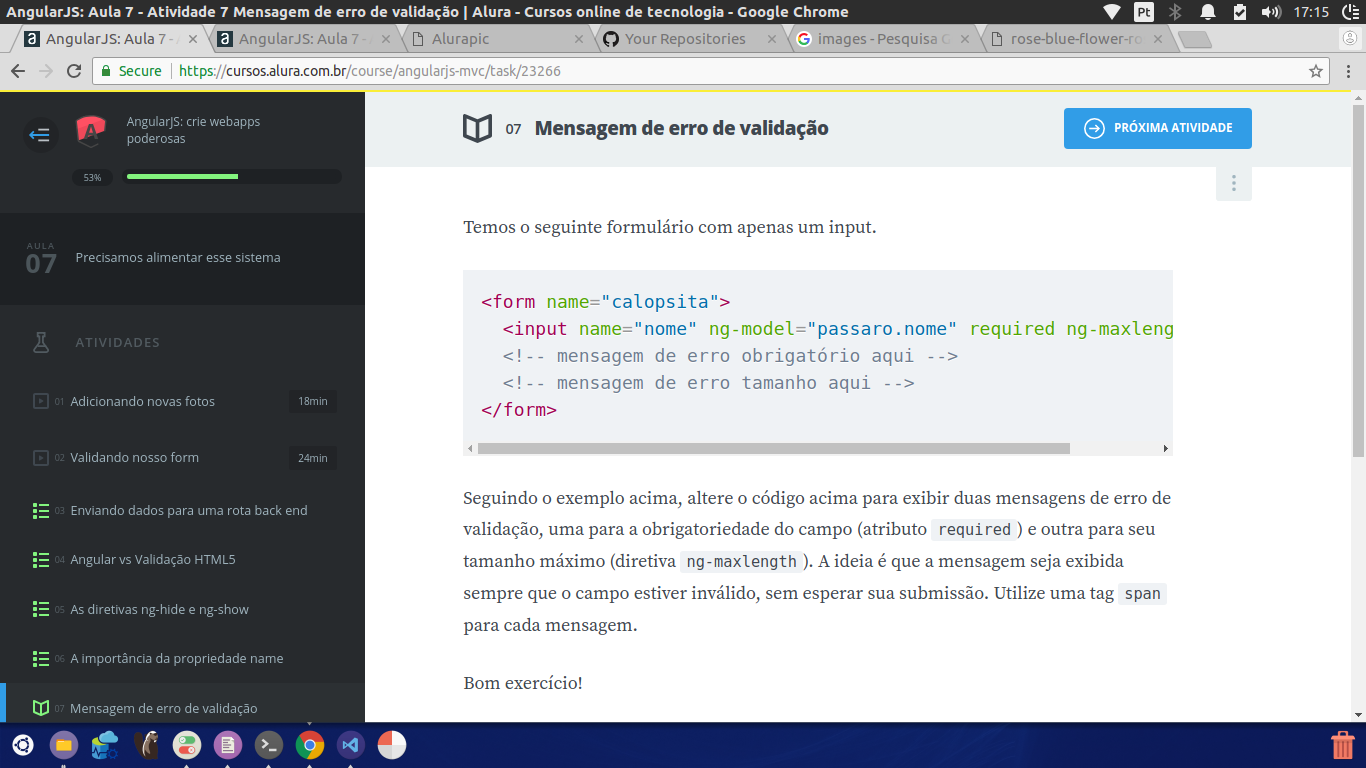 AngularJS: Aula 7 - Atividade 7 Mensagem de erro de validação | Alura - Cursos online de tecnologia - Google Chrome
Pt
17:15
AngularJS: Aula 7 - A
AngularJS: Aula 7 - A
Alurapic
Your Repositories
images - Pesquisa G
rose-blue-flower-ro
Secure
https://cursos.alura.com.br/course/angularjs-mvc/task/23266
AngularJS: crie webapps
poderosas
53%
AULA
07
Precisamos alimentar esse sistema
ATIVIDADES
01 Adicionando novas fotos 18min
02 Validando nosso form 24min
03 Enviando dados para uma rota back end
04 Angular vs Validação HTML5
05 As diretivas ng-hide e ng-show
06 A importância da propriedade name
07 Mensagem de erro de validação
07 Mensagem de erro de validação
PRÓXIMA ATIVIDADE
Temos o seguinte formulário com apenas um input.
<form name="calopsita">
<input name="nome" ng-model="passaro.nome" required ng-maxleng
<!-- mensagem de erro obrigatório aqui -->
<!-- mensagem de erro tamanho aqui -->
</form>
Seguindo o exemplo acima, altere o código acima para exibir duas mensagens de erro de
validação, uma para a obrigatoriedade do campo (atributo required ) e outra para seu
tamanho máximo (diretiva ng-maxlength ). A ideia é que a mensagem seja exibida
sempre que o campo estiver inválido, sem esperar sua submissão. Utilize uma tag span
para cada mensagem.
Bom exercício!